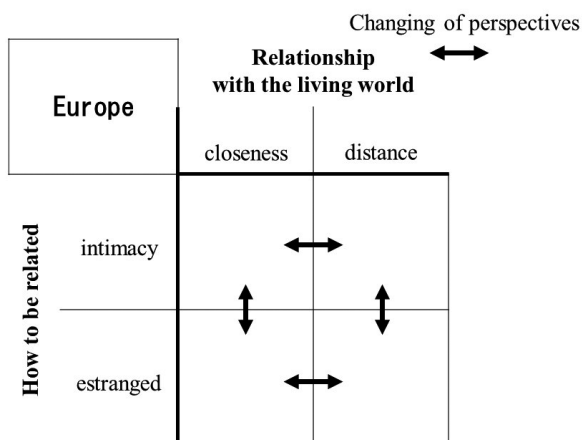 Changing of perspectives
Relationship
with the living world
Europe
closeness
distance
How to be related
intimacy
estranged